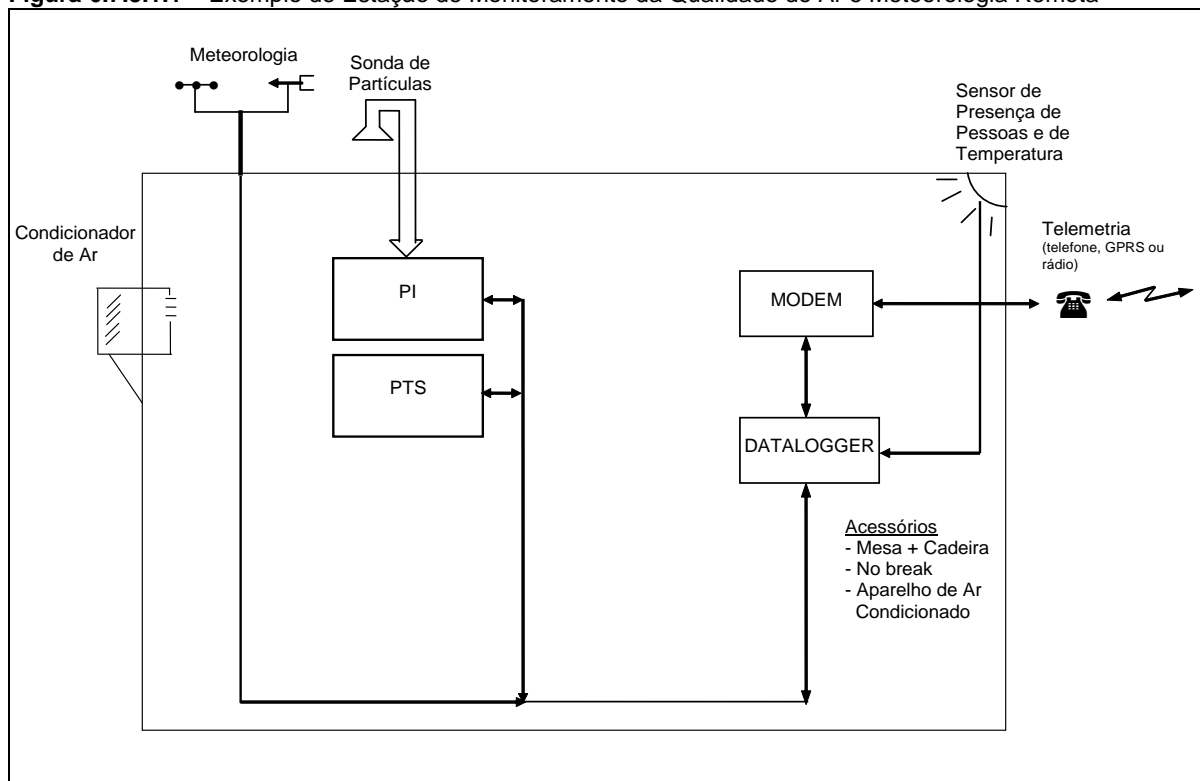 Meteorologia
Sonda de
Partículas
Sensor de
Presença de
Pessoas e de
Temperatura
Condicionador
de Ar
Telemetria
(telefone, GPRS ou
rádio)
PI
MODEM
PTS
DATALOGGER
Acessórios
- Mesa + Cadeira
- No break
- Aparelho de Ar
Condicionado